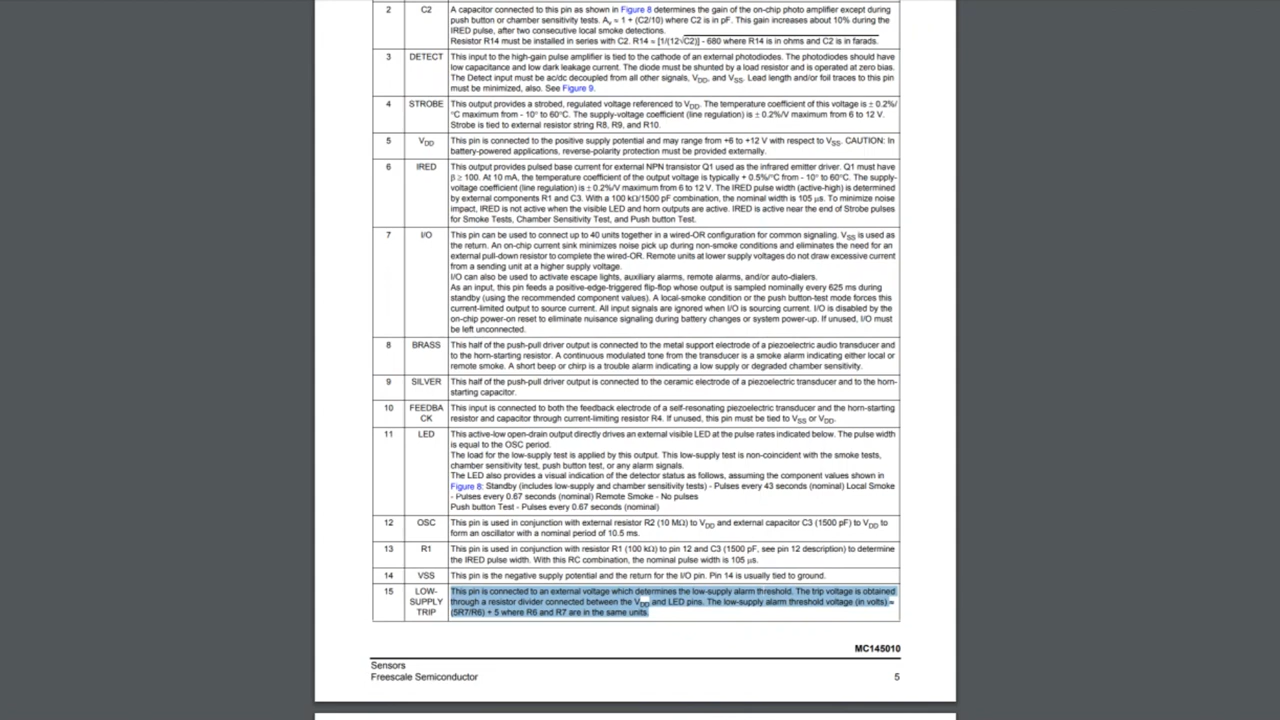 2 C2 A capacitor connected to this pin as shown in Figure 8 determines the gain of the on-chip photo amplifier except during
push button or chamber sensitivity tests. Av ≈ 1 + (C2/10) where C2 is in pF. This gain increases about 10% during the
IRED pulse, after two consecutive local smoke detections.
Resistor R14 must be installed in series with C2. R14 ≈ [1/(12√C2)] - 680 where R14 is in ohms and C2 is in farads.
3 DETECT This input to the high-gain pulse amplifier is tied to the cathode of an external photodiodes. The photodiodes should have
low capacitance and low dark leakage current. The diode must be shunted by a load resistor and is operated at zero bias.
The Detect input must be ac/dc decoupled from all other signals, VDD, and VSS. Lead length and/or foil traces to this pin
must be minimized, also. See Figure 9.
4 STROBE This output provides a strobed, regulated voltage referenced to VDD. The temperature coefficient of this voltage is ± 0.2%/
°C maximum from - 10° to 60°C. The supply-voltage coefficient (line regulation) is ± 0.2%/V maximum from 6 to 12 V.
Strobe is tied to external resistor string R8, R9, and R10.
5 VDD This pin is connected to the positive supply potential and may range from +6 to +12 V with respect to VSS. CAUTION: In
battery-powered applications, reverse-polarity protection must be provided externally.
6 IRED This output provides pulsed base current for external NPN transistor Q1 used as the infrared emitter driver. Q1 must have
β ≥ 100. At 10 mA, the temperature coefficient of the output voltage is typically + 0.5%/°C from - 10° to 60°C. The supply-
voltage coefficient (line regulation) is ± 0.2%/V maximum from 6 to 12 V. The IRED pulse width (active-high) is determined
by external components R1 and C3. With a 100 kΩ/1500 pF combination, the nominal width is 105 μs. To minimize noise
impact, IRED is not active when the visible LED and horn outputs are active. IRED is active near the end of Strobe pulses
for Smoke Tests, Chamber Sensitivity Test, and Push button Test.
7 I/O This pin can be used to connect up to 40 units together in a wired-OR configuration for common signaling. VSS is used as
the return. An on-chip current sink minimizes noise pick up during non-smoke conditions and eliminates the need for an
external pull-down resistor to complete the wired-OR. Remote units at lower supply voltages do not draw excessive current
from a sending unit at a higher supply voltage.
I/O can also be used to activate escape lights, auxiliary alarms, remote alarms, and/or auto-dialers.
As an input, this pin feeds a positive-edge-triggered flip-flop whose output is sampled nominally every 625 ms during
standby (using the recommended component values). A local-smoke condition or the push button-test mode forces this
current-limited output to source current. All input signals are ignored when I/O is sourcing current. I/O is disabled by the
on-chip power-on reset to eliminate nuisance signaling during battery changes or system power-up. If unused, I/O must
be left unconnected.
8 BRASS This half of the push-pull driver output is connected to the metal support electrode of a piezoelectric audio transducer and
to the horn-starting resistor. A continuous modulated tone from the transducer is a smoke alarm indicating either local or
remote smoke. A short beep or chirp is a trouble alarm indicating a low supply or degraded chamber sensitivity.
9 SILVER This half of the push-pull driver output is connected to the ceramic electrode of a piezoelectric transducer and to the horn-
starting capacitor.
10 FEEDBA This input is connected to both the feedback electrode of a self-resonating piezoelectric transducer and the horn-starting
CK resistor and capacitor through current-limiting resistor R4. If unused, this pin must be tied to VSS or VDD.
11 LED This active-low open-drain output directly drives an external visible LED at the pulse rates indicated below. The pulse width
is equal to the OSC period.
The load for the low-supply test is applied by this output. This low-supply test is non-coincident with the smoke tests,
chamber sensitivity test, push button test, or any alarm signals.
The LED also provides a visual indication of the detector status as follows, assuming the component values shown in
Figure 8: Standby (includes low-supply and chamber sensitivity tests) - Pulses every 43 seconds (nominal) Local Smoke
- Pulses every 0.67 seconds (nominal) Remote Smoke - No pulses
Push button Test - Pulses every 0.67 seconds (nominal)
12 OSC This pin is used in conjunction with external resistor R2 (10 MΩ) to VDD and external capacitor C3 (1500 pF) to VDD to
form an oscillator with a nominal period of 10.5 ms.
13 R1 This pin is used in conjunction with resistor R1 (100 kΩ) to pin 12 and C3 (1500 pF, see pin 12 description) to determine
the IRED pulse width. With this RC combination, the nominal pulse width is 105 μs.
14 VSS This pin is the negative supply potential and the return for the I/O pin. Pin 14 is usually tied to ground.
15 LOW- This pin is connected to an external voltage which determines the low-supply alarm threshold. The trip voltage is obtained
SUPPLY through a resistor divider connected between the VDD and LED pins. The low-supply alarm threshold voltage (in volts) ≈
TRIP (5R7/R6) + 5 where R6 and R7 are in the same units.
MC145010
Sensors
Freescale Semiconductor 5